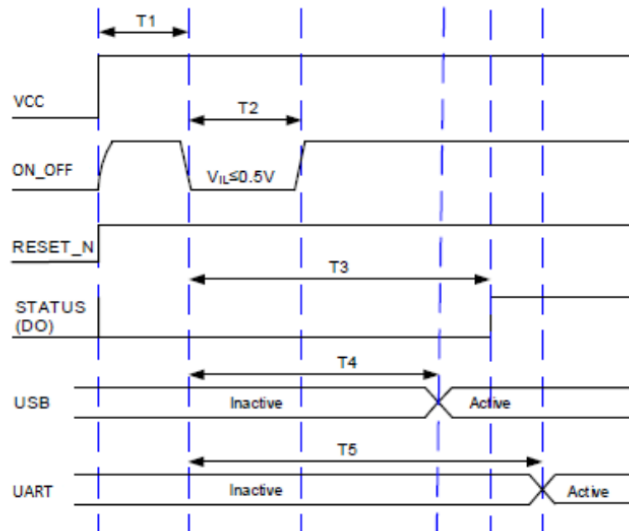 T1
VCC
T2
ON_OFF
VIL≤0.5V
RESET_N
T3
STATUS
(DO)
T4
USB
Inactive
Active
T5
UART
Inactive
Active